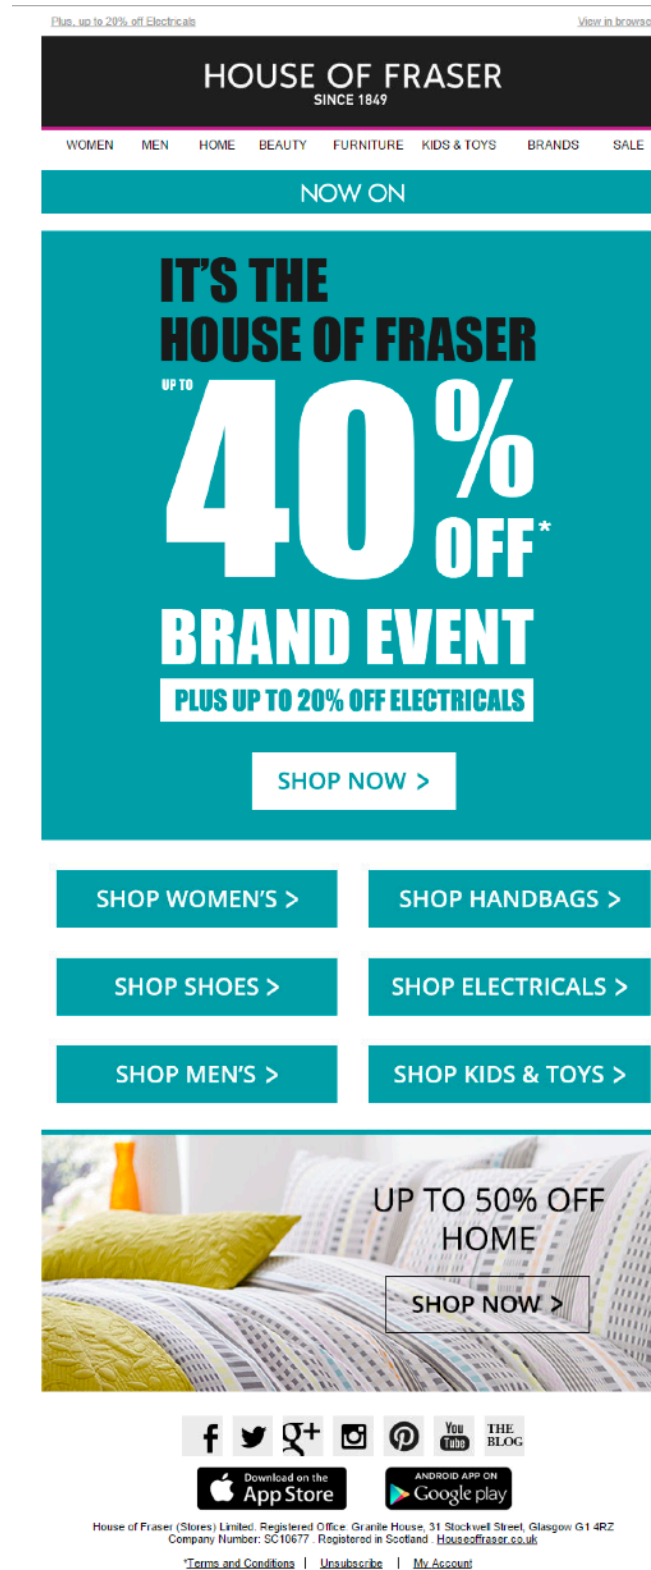 Plus, up to 20% off Electricals View in browse
HOUSE OF FRASER
SINCE 1849
WOMEN MEN HOME BEAUTY FURNITURE KIDS & TOYS BRANDS SALE
NOW ON
IT'S THE
HOUSE OF FRASER
UP TO
40% OFF*
BRAND EVENT
PLUS UP TO 20% OFF ELECTRICALS
SHOP NOW >
SHOP WOMEN'S > SHOP HANDBAGS >
SHOP SHOES > SHOP ELECTRICALS >
SHOP MEN'S > SHOP KIDS & TOYS >
UP TO 50% OFF
HOME
SHOP NOW >
f g+ You Tube THE BLOG
Download on the App Store ANDROID APP ON Google play
House of Fraser (Stores) Limited. Registered Office: Granite House, 31 Stockwell Street, Glasgow G1 4RZ
Company Number: SC10677 . Registered in Scotland . Houseoffraser.co.uk
*Terms and Conditions | Unsubscribe | My Account